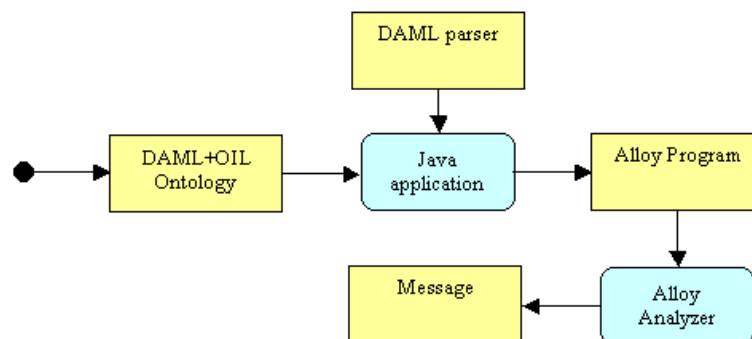 DAML parser
DAML+OIL
Ontology
Java
application
Alloy Program
Message
Alloy
Analyzer